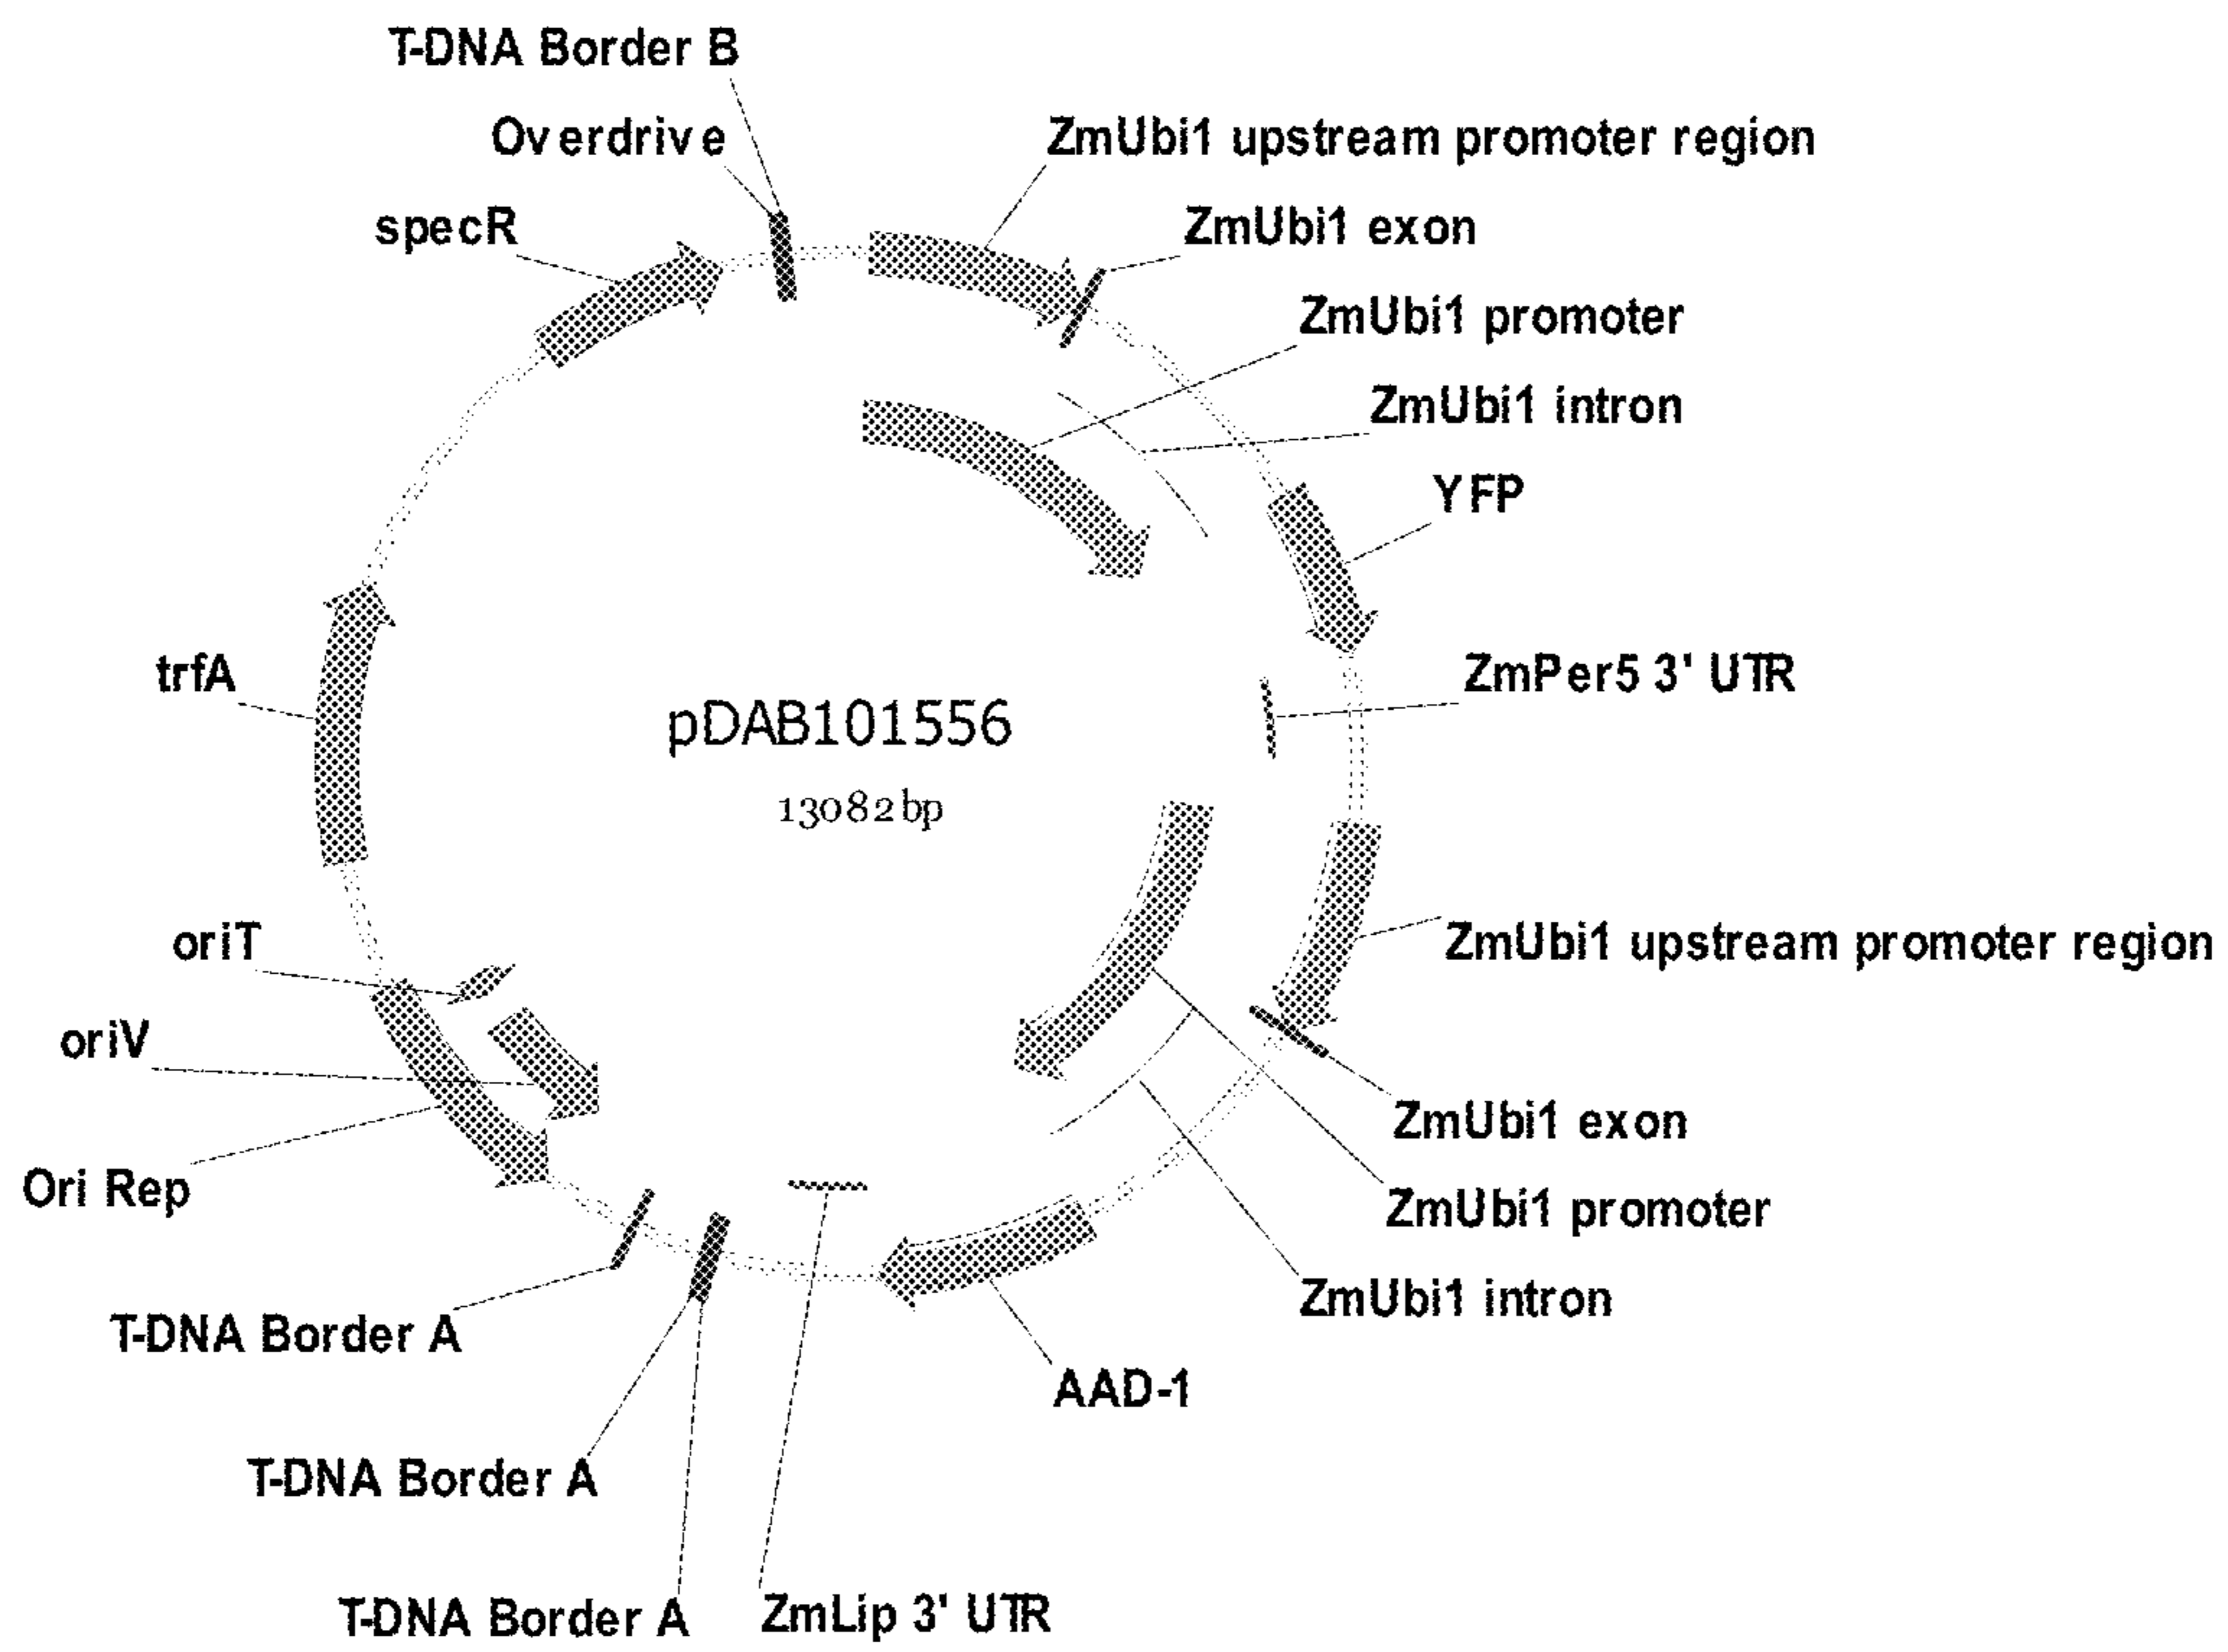 T-DNA Border B
Overdrive
specR
ZmUbi1 upstream promoter region
ZmUbi1 exon
ZmUbi1 promoter
ZmUbi1 intron
YFP
trfA
ZmPer5 3' UTR
pDAB101556
13082bp
oriT
ZmUbi1 upstream promoter region
oriV
ZmUbi1 exon
Ori Rep
ZmUbi1 promoter
ZmUbi1 intron
T-DNA Border A
AAD-1
T-DNA Border A
T-DNA Border A
ZmLip 3' UTR